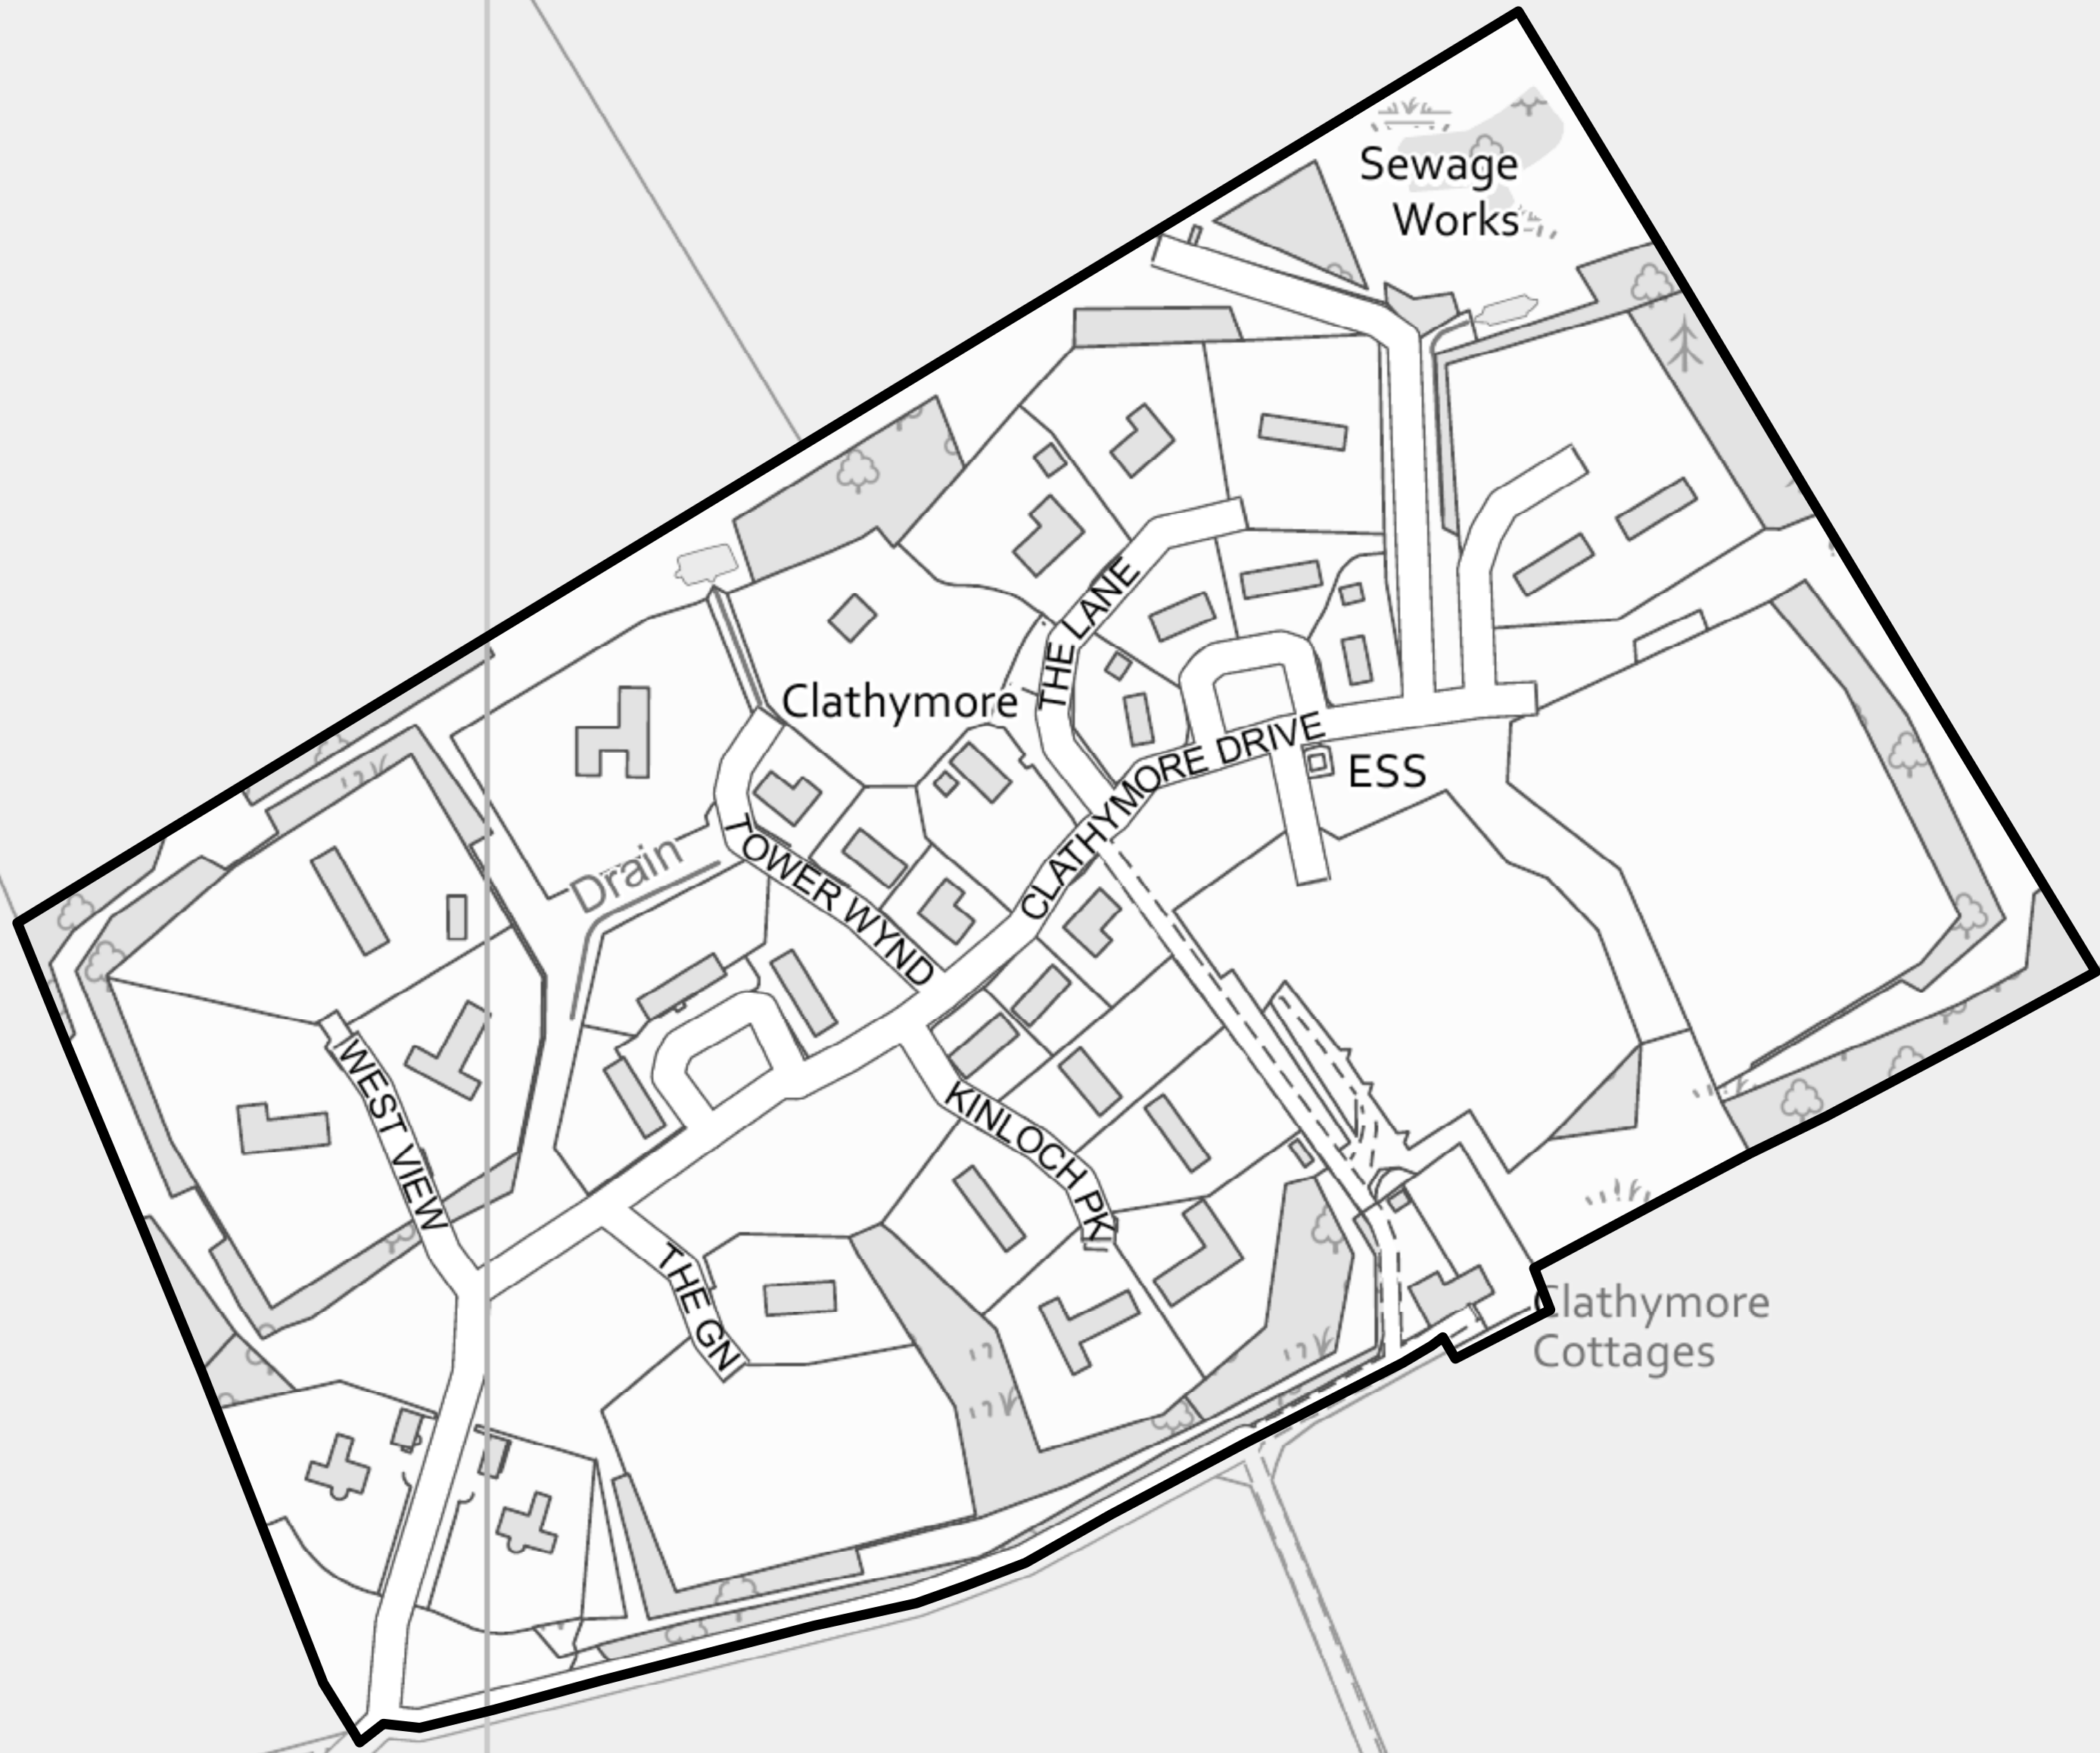 Sewage
Works
THE LANE
Clathymore
CLATHYMORE DRIVE
ESS
TOWER WYND
Drain
WEST VIEW
KINLOCH PK
THE GN
Clathymore
Cottages